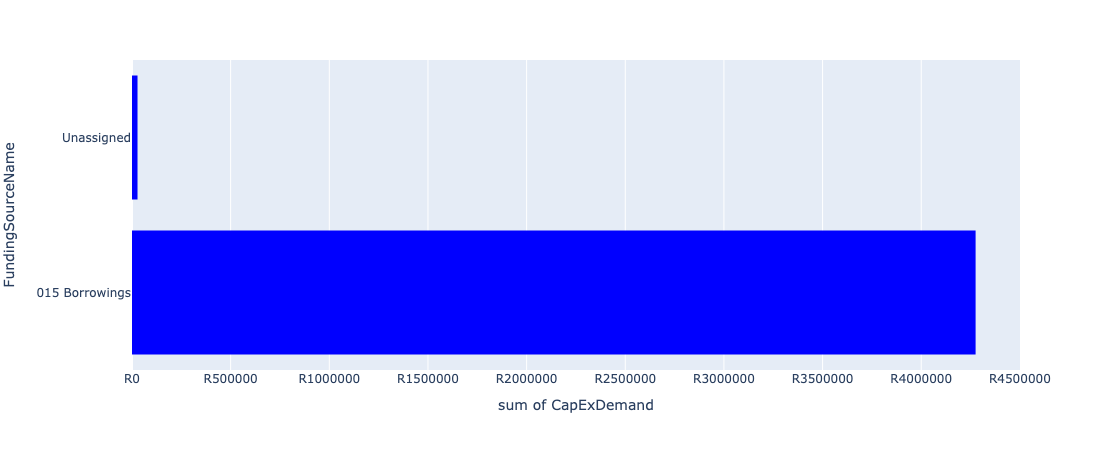 FundingSourceName
Unassigned
015 Borrowings
R0 R500000 R1000000 R1500000 R2000000 R2500000 R3000000 R3500000 R4000000 R4500000
sum of CapExDemand